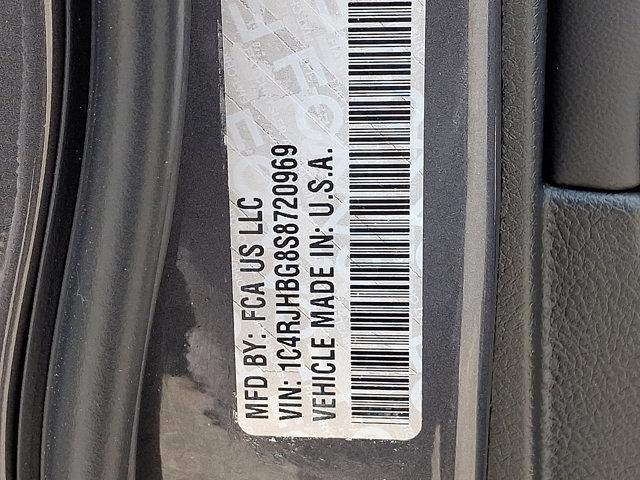 MFD BY: FCA US LLC
VIN: 1C4RJHBG8S8720969
VEHICLE MADE IN: U.S.A.